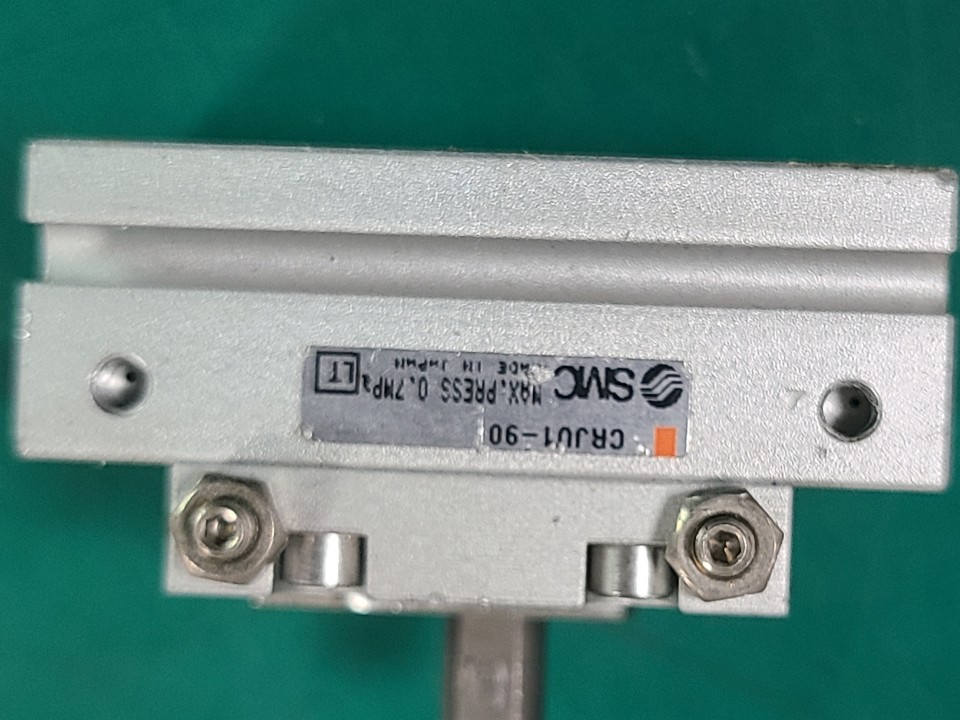 CRJU1-90
SMC MAX.PRESS 0.7MPa LT
MADE IN JAPAN